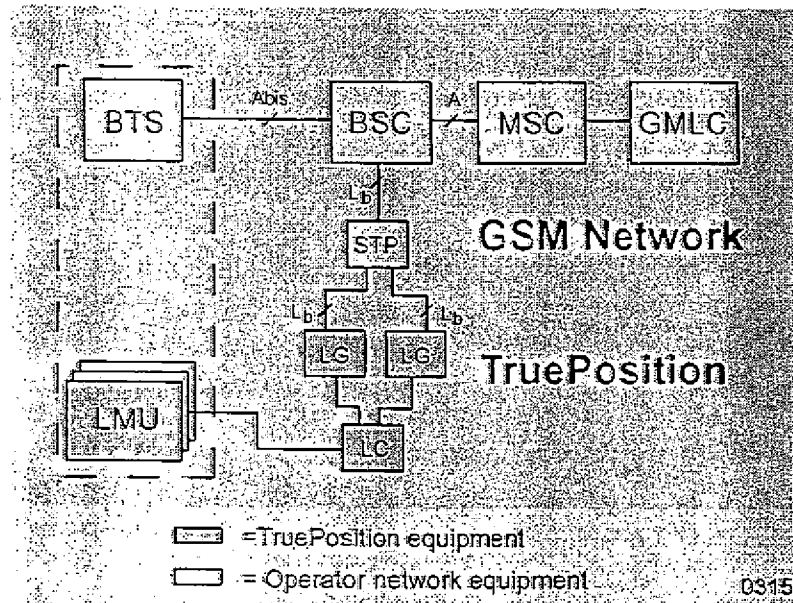 BTS
Abis
BSC
A
MSC
GMLC
Lb
STP
GSM Network
Lb
Lb
LG
LG
TruePosition
LMU
LC
=TruePosition equipment
= Operator network equipment
0315